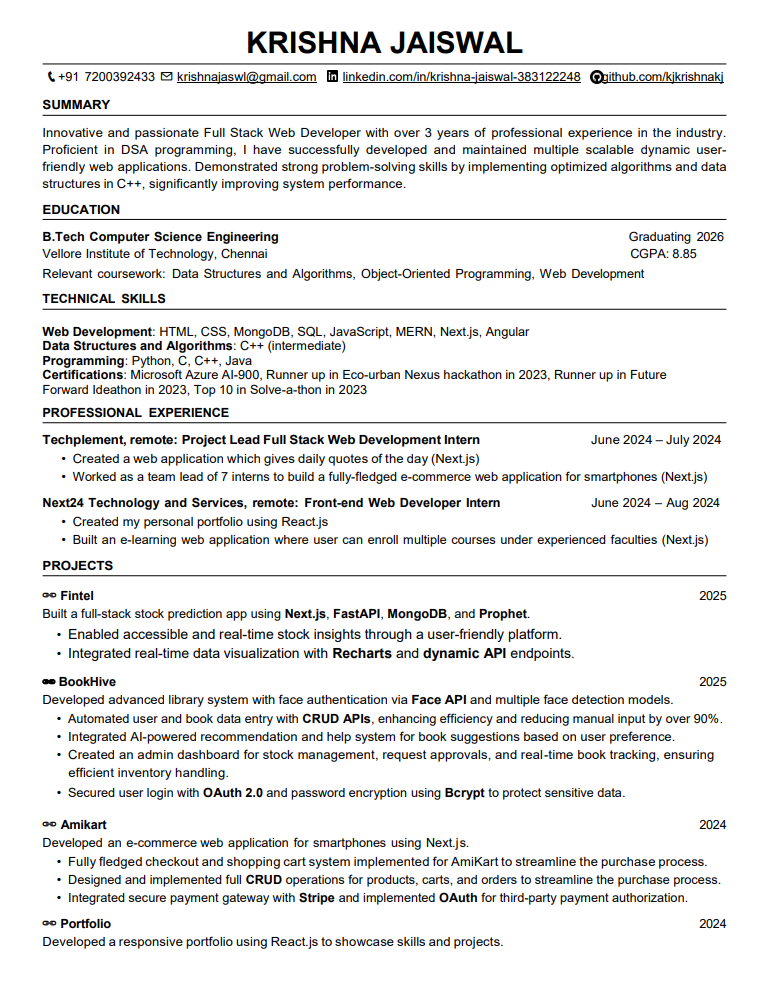 KRISHNA JAISWAL
+91 7200392433 krishnajaswl@gmail.com linkedin.com/in/krishna-jaiswal-383122248 github.com/kjkrishnakj
SUMMARY
Innovative and passionate Full Stack Web Developer with over 3 years of professional experience in the industry.
Proficient in DSA programming, I have successfully developed and maintained multiple scalable dynamic user-
friendly web applications. Demonstrated strong problem-solving skills by implementing optimized algorithms and data
structures in C++, significantly improving system performance.
EDUCATION
B.Tech Computer Science Engineering Graduating 2026
Vellore Institute of Technology, Chennai CGPA: 8.85
Relevant coursework: Data Structures and Algorithms, Object-Oriented Programming, Web Development
TECHNICAL SKILLS
Web Development: HTML, CSS, MongoDB, SQL, JavaScript, MERN, Next.js, Angular
Data Structures and Algorithms: C++ (intermediate)
Programming: Python, C, C++, Java
Certifications: Microsoft Azure AI-900, Runner up in Eco-urban Nexus hackathon in 2023, Runner up in Future
Forward Ideathon in 2023, Top 10 in Solve-a-thon in 2023
PROFESSIONAL EXPERIENCE
Techplement, remote: Project Lead Full Stack Web Development Intern June 2024 – July 2024
• Created a web application which gives daily quotes of the day (Next.js)
• Worked as a team lead of 7 interns to build a fully-fledged e-commerce web application for smartphones (Next.js)
Next24 Technology and Services, remote: Front-end Web Developer Intern June 2024 – Aug 2024
• Created my personal portfolio using React.js
• Built an e-learning web application where user can enroll multiple courses under experienced faculties (Next.js)
PROJECTS
Fintel 2025
Built a full-stack stock prediction app using Next.js, FastAPI, MongoDB, and Prophet.
• Enabled accessible and real-time stock insights through a user-friendly platform.
• Integrated real-time data visualization with Recharts and dynamic API endpoints.
BookHive 2025
Developed advanced library system with face authentication via Face API and multiple face detection models.
• Automated user and book data entry with CRUD APIs, enhancing efficiency and reducing manual input by over 90%.
• Integrated AI-powered recommendation and help system for book suggestions based on user preference.
• Created an admin dashboard for stock management, request approvals, and real-time book tracking, ensuring
efficient inventory handling.
• Secured user login with OAuth 2.0 and password encryption using Bcrypt to protect sensitive data.
Amikart 2024
Developed an e-commerce web application for smartphones using Next.js.
• Fully fledged checkout and shopping cart system implemented for AmiKart to streamline the purchase process.
• Designed and implemented full CRUD operations for products, carts, and orders to streamline the purchase process.
• Integrated secure payment gateway with Stripe and implemented OAuth for third-party payment authorization.
Portfolio 2024
Developed a responsive portfolio using React.js to showcase skills and projects.